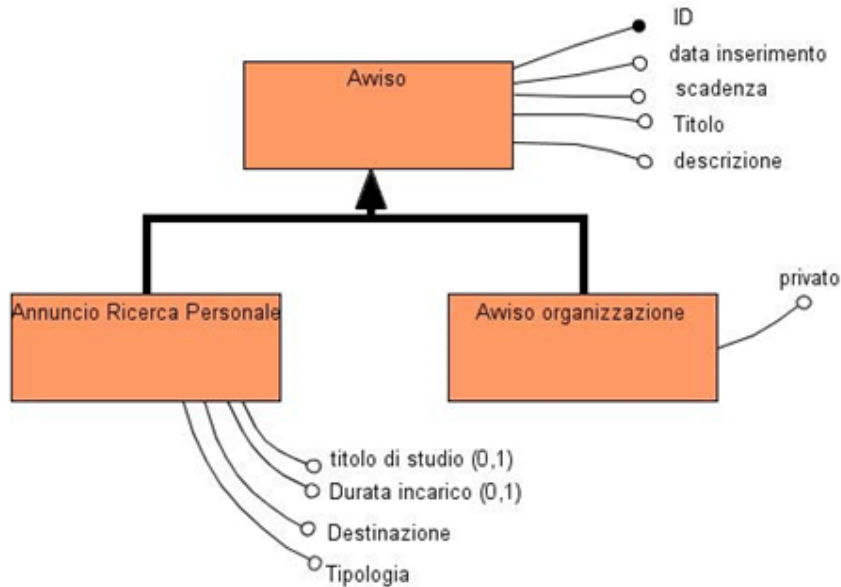 ID
data inserimento
scadenza
Titolo
descrizione
Avviso
privato
Annuncio Ricerca Personale
Avviso organizzazione
titolo di studio (0,1)
Durata incarico (0,1)
Destinazione
Tipologia